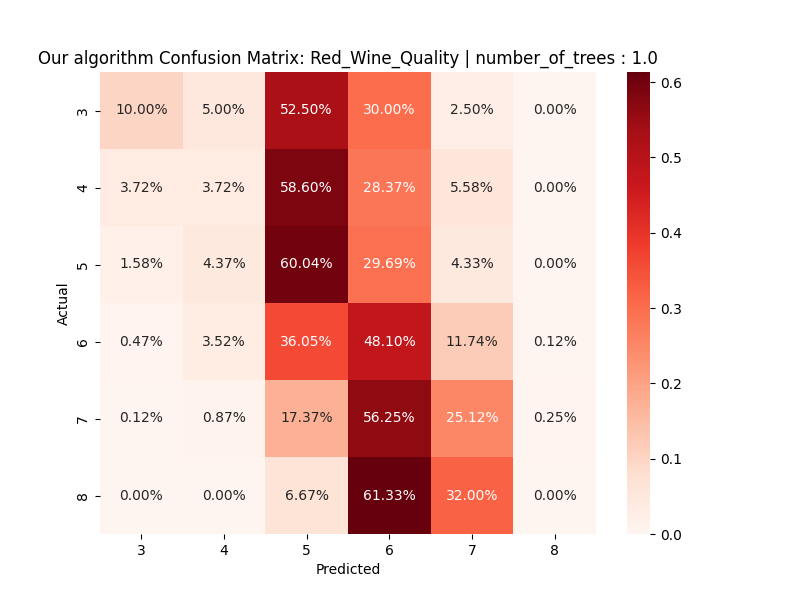 Our algorithm Confusion Matrix: Red_Wine_Quality | number_of_trees : 1.0
3 10.00% 5.00% 52.50% 30.00% 2.50% 0.00%
4 3.72% 3.72% 58.60% 28.37% 5.58% 0.00%
5 1.58% 4.37% 60.04% 29.69% 4.33% 0.00%
6 0.47% 3.52% 36.05% 48.10% 11.74% 0.12%
7 0.12% 0.87% 17.37% 56.25% 25.12% 0.25%
8 0.00% 0.00% 6.67% 61.33% 32.00% 0.00%
Actual
3 4 5 6 7 8
Predicted
0.6
0.5
0.4
0.3
0.2
0.1
0.0